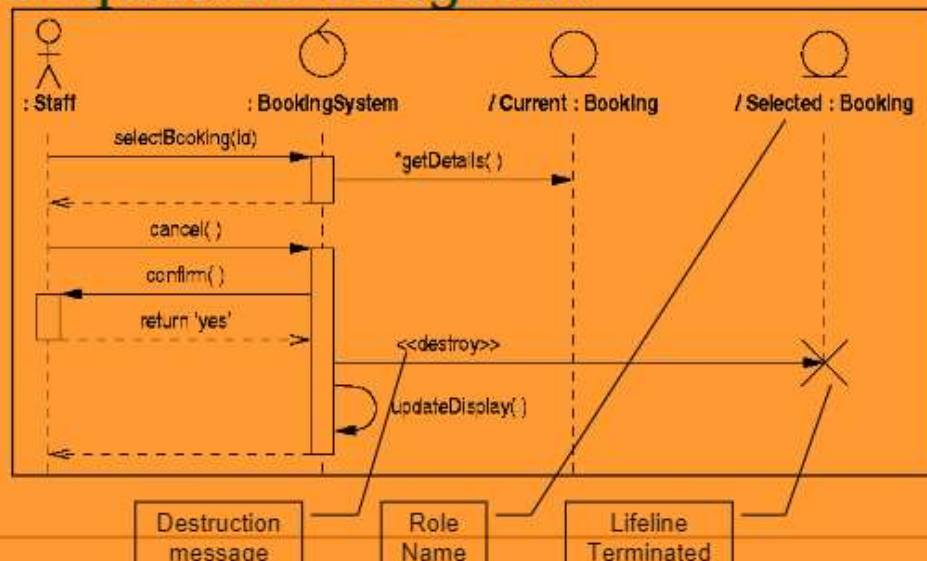 : Staff
: BookingSystem
/ Current : Booking
/ Selected : Booking
selectBooking(id)
*getDetails( )
cancel( )
confirm( )
return 'yes'
<<destroy>>
updateDisplay( )
Destruction
message
Role
Name
Lifeline
Terminated